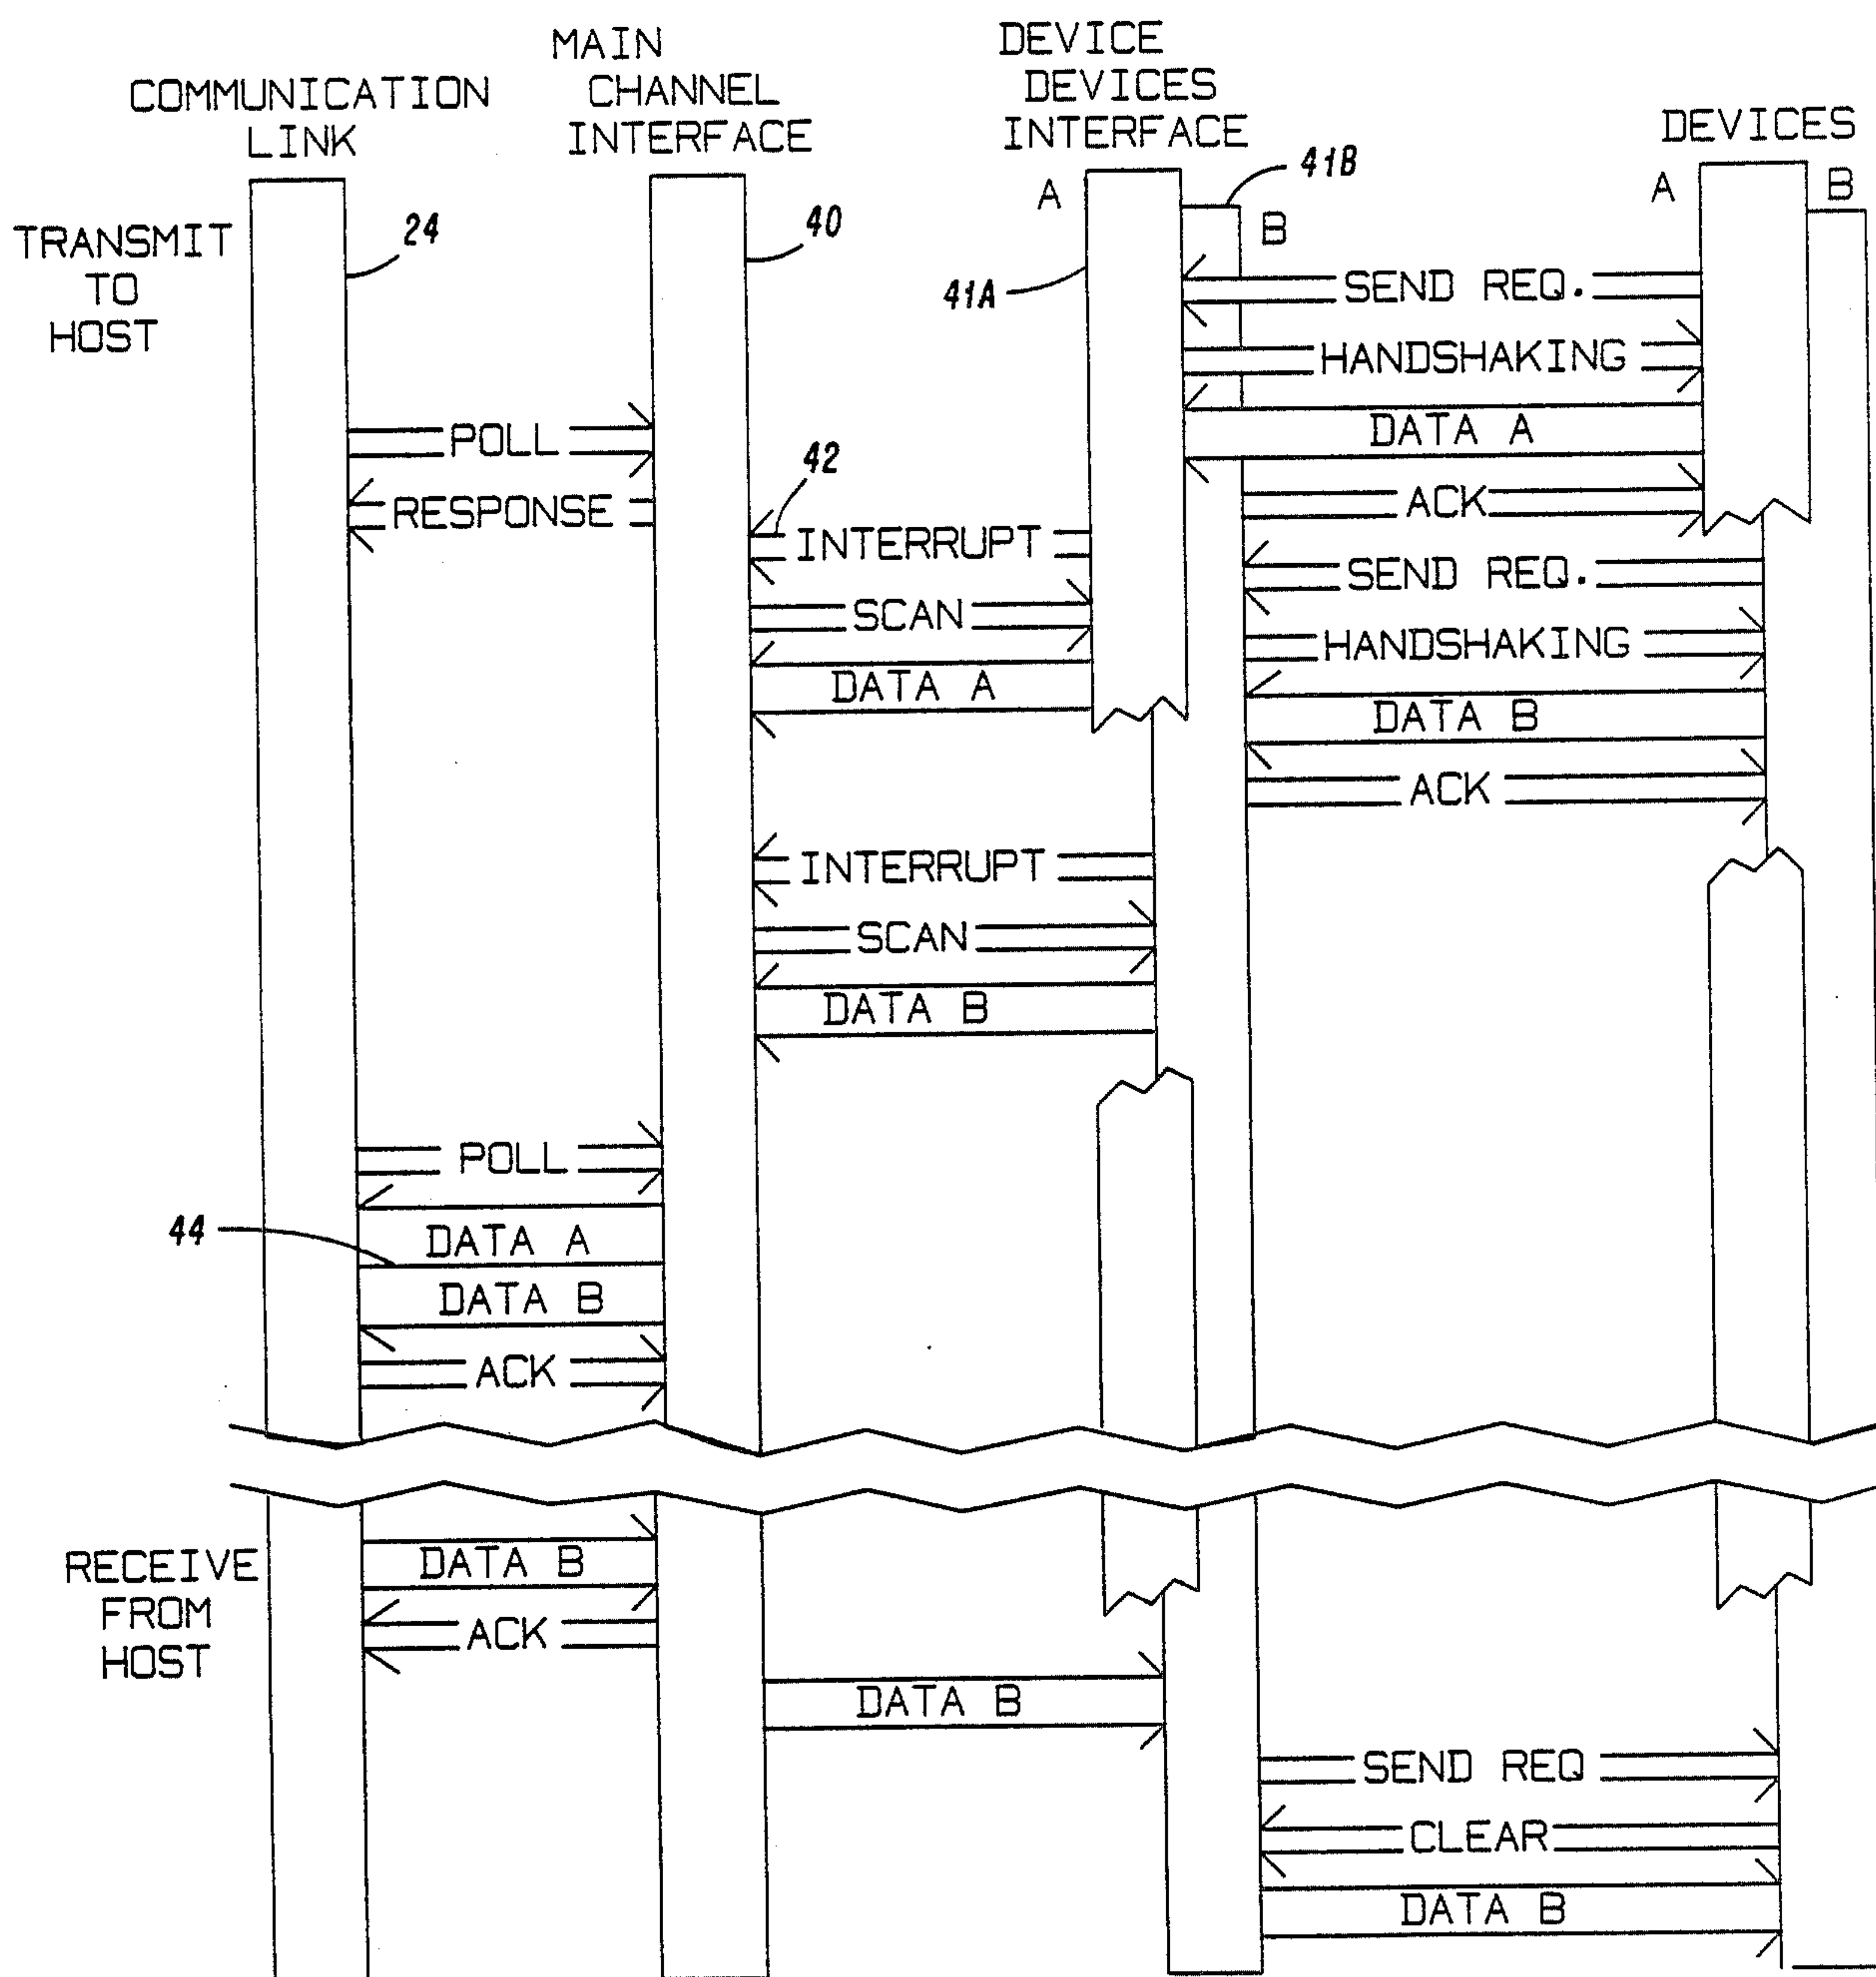 COMMUNICATION
LINK
MAIN
CHANNEL
INTERFACE
DEVICE
DEVICES
INTERFACE
DEVICES
A
41B
B
A
B
TRANSMIT
TO
HOST
24
40
41A
SEND REQ.
HANDSHAKING
DATA A
ACK
POLL
RESPONSE
42
INTERRUPT
SCAN
DATA A
SEND REQ.
HANDSHAKING
DATA B
ACK
INTERRUPT
SCAN
DATA B
POLL
44
DATA A
DATA B
ACK
RECEIVE
FROM
HOST
DATA B
ACK
DATA B
SEND REQ
CLEAR
DATA B